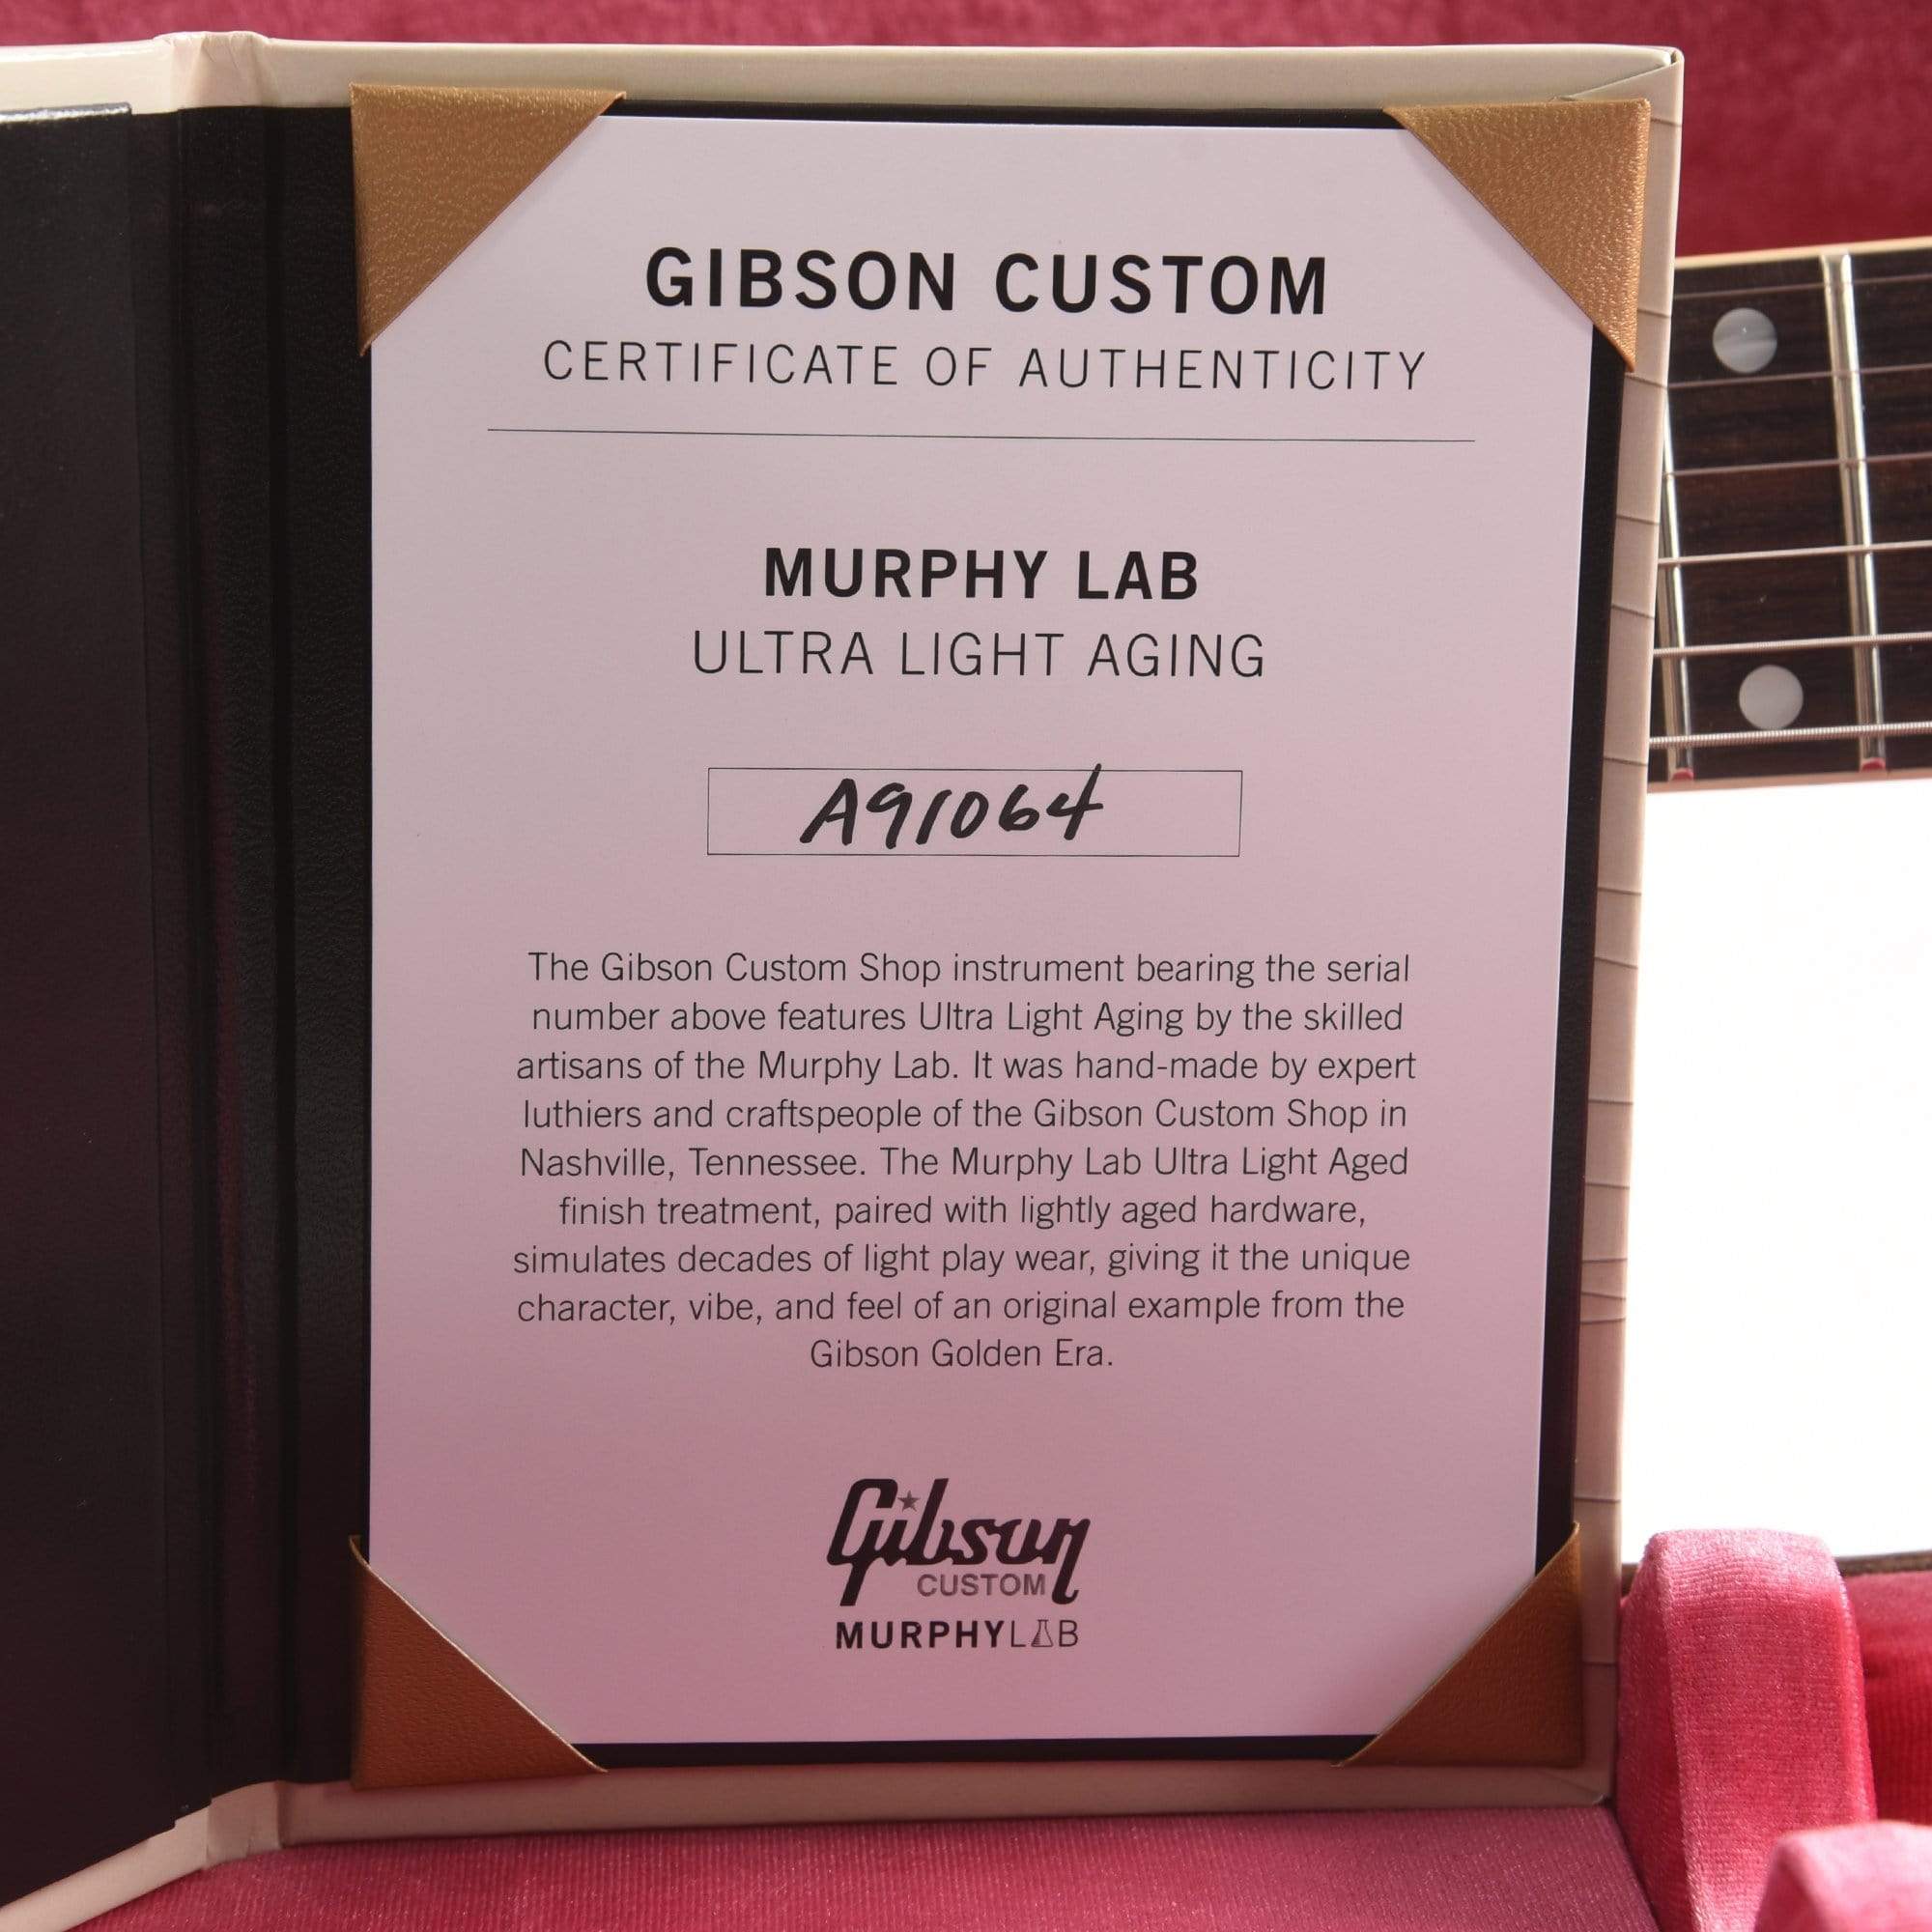 GIBSON CUSTOM
CERTIFICATE OF AUTHENTICITY
MURPHY LAB
ULTRA LIGHT AGING
A91064
The Gibson Custom Shop instrument bearing the serial
number above features Ultra Light Aging by the skilled
artisans of the Murphy Lab. It was hand-made by expert
luthiers and craftspeople of the Gibson Custom Shop in
Nashville, Tennessee. The Murphy Lab Ultra Light Aged
finish treatment, paired with lightly aged hardware,
simulates decades of light play wear, giving it the unique
character, vibe, and feel of an original example from the
Gibson Golden Era.
Gibson
CUSTOM
MURPHYLAB